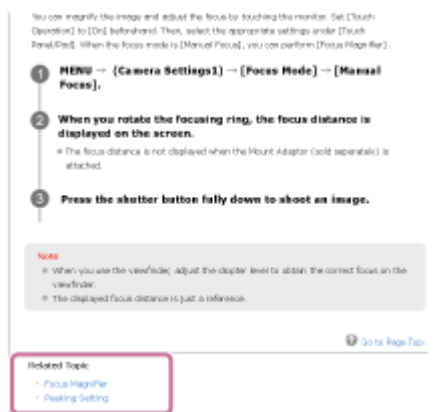 You can magnify the image and adjust the focus by touching the monitor. Set [Touch
Operation] to [On] beforehand. Then, select the appropriate settings under [Touch
Panel/Pad]. When the focus mode is [Manual Focus], you can perform [Focus Magnifier].
1 MENU → (Camera Settings1) → [Focus Mode] → [Manual
Focus].
2 When you rotate the focusing ring, the focus distance is
displayed on the screen.
The focus distance is not displayed when the Mount Adaptor (sold separately) is
attached.
3 Press the shutter button fully down to shoot an image.
Note
When you use the viewfinder, adjust the diopter level to obtain the correct focus on the
viewfinder.
The displayed focus distance is just a reference.
Go to Page Top
Related Topic
Focus Magnifier
Peaking Setting